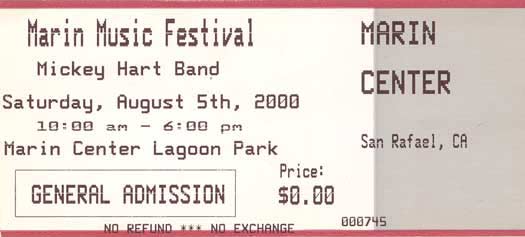 Marin Music Festival
Mickey Hart Band
Saturday, August 5th, 2000
10:00 am - 6:00 pm
Marin Center Lagoon Park
GENERAL ADMISSION
Price:
$0.00
NO REFUND *** NO EXCHANGE
MARIN
CENTER
San Rafael, CA
000745